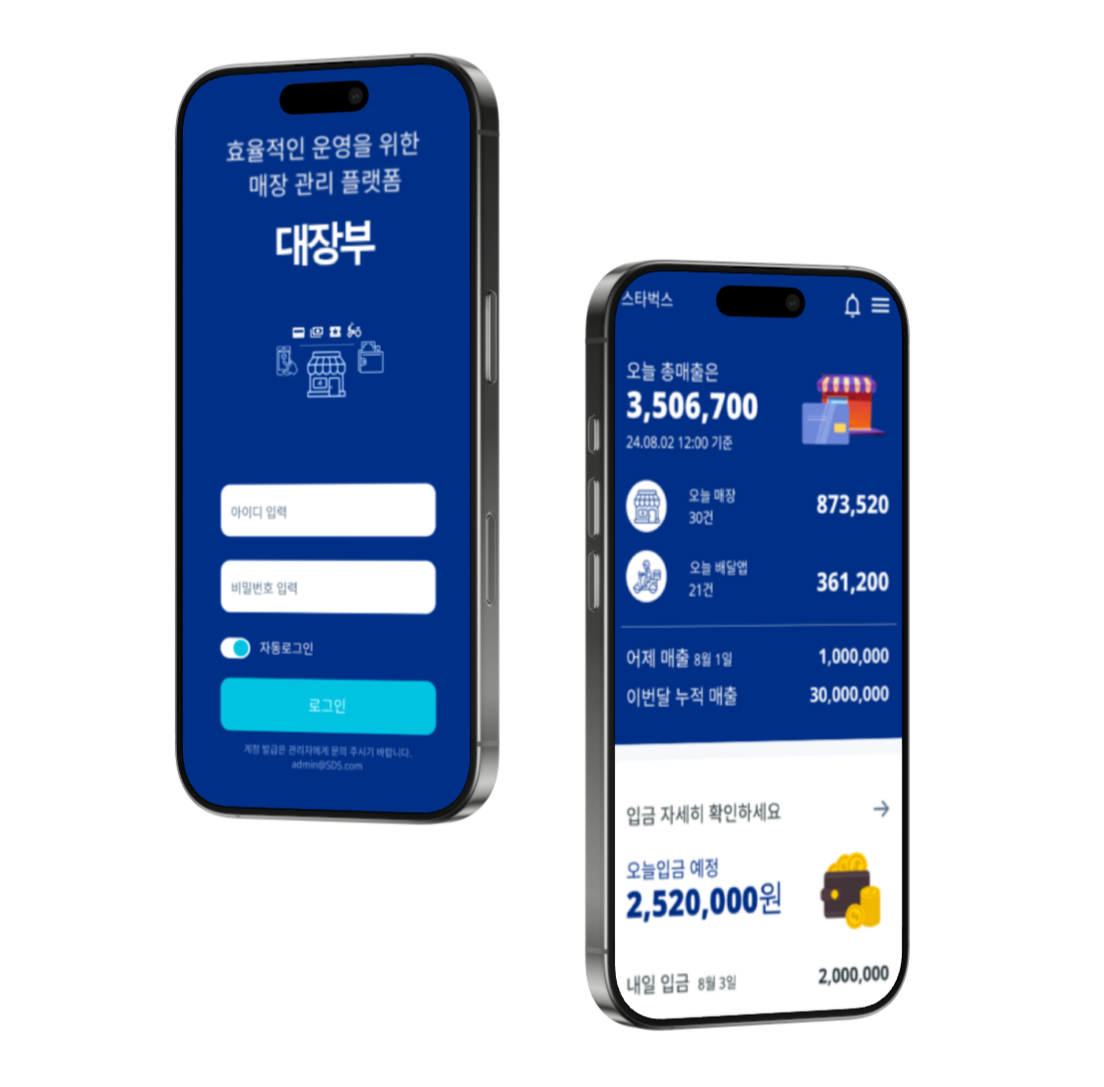 효율적인 운영을 위한
매장 관리 플랫폼
대장부
아이디 입력
비밀번호 입력
자동로그인
로그인
계정 발급은 관리자에게 문의 주시기 바랍니다.
admin@SDS.com
스타벅스
오늘 총매출은
3,506,700
24.08.02 12:00 기준
오늘 매장
30건
873,520
오늘 배달앱
21건
361,200
어제 매출 8월 1일 1,000,000
이번달 누적 매출 30,000,000
입금 자세히 확인하세요
오늘입금 예정
2,520,000원
내일 입금 8월 3일 2,000,000